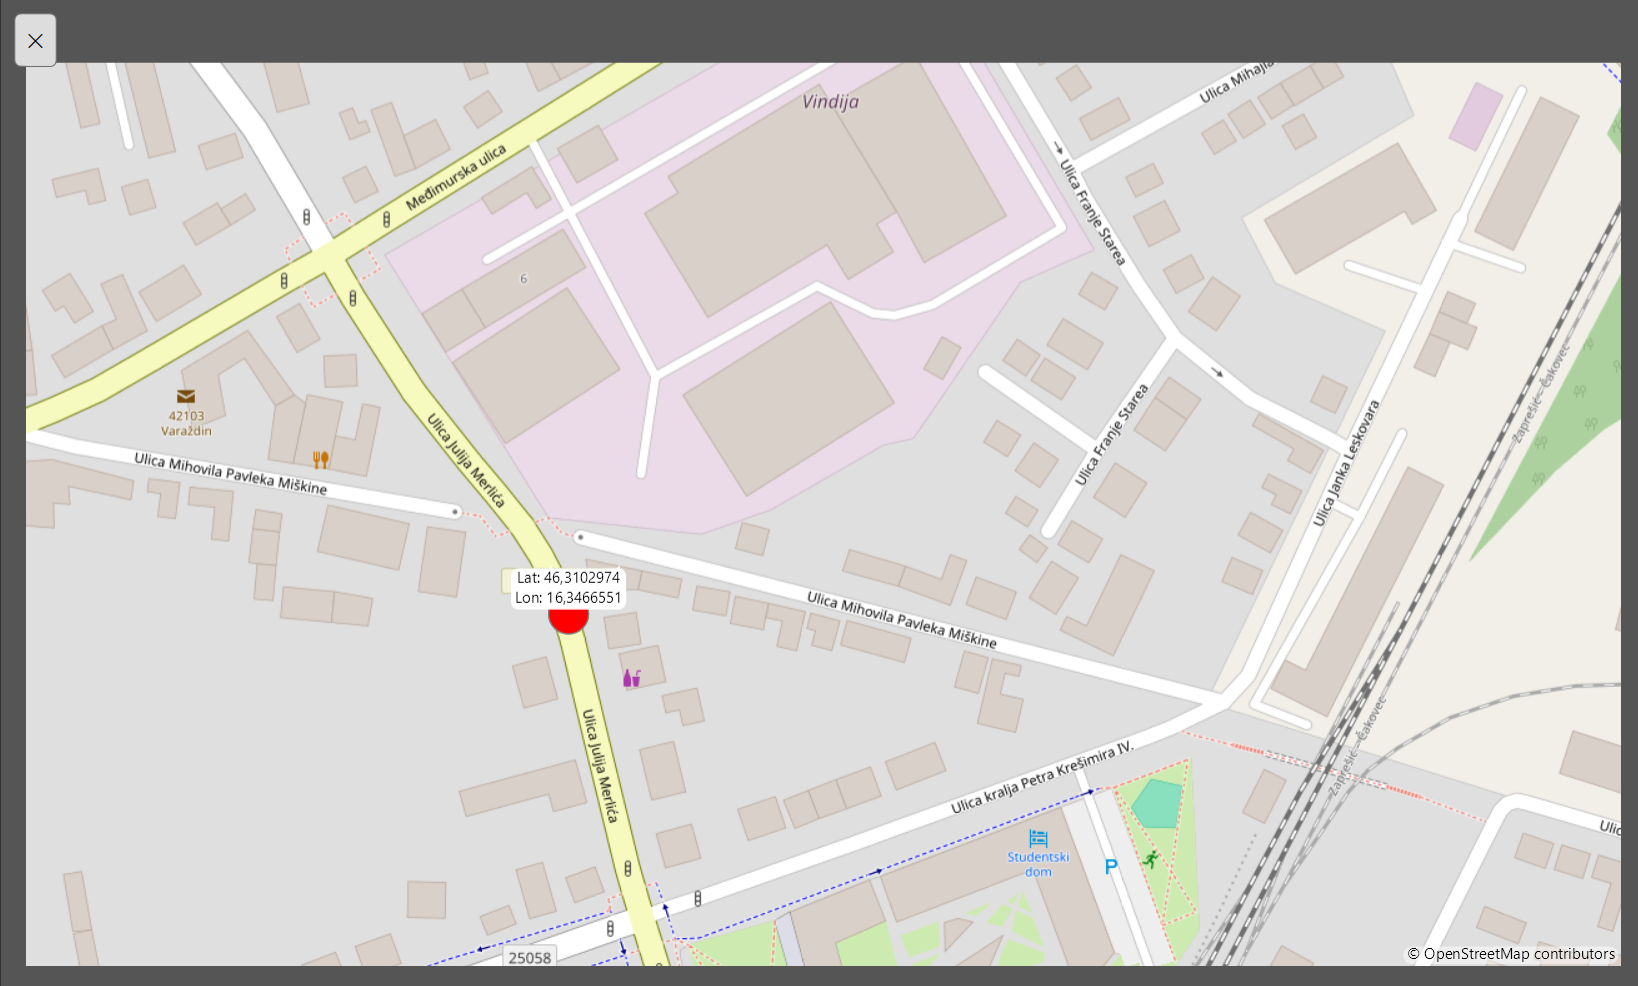 Vindija
Ulica Mihajla
Međimurska ulica
Ulica Franje Starea
6
Zaprešić – Čakovec
42103
Varaždin
Ulica Julija Merlića
Ulica Franje Starea
Ulica Janka Leskovara
Ulica Mihovila Pavleka Miškine
Lat: 46,3102974
Lon: 16,3466551
Ulica Mihovila Pavleka Miškine
Ulica Julija Merlića
Zaprešić – Čakovec
Ulica kralja Petra Krešimira IV.
Ulic
Studentski
dom
P
25058
© OpenStreetMap contributors